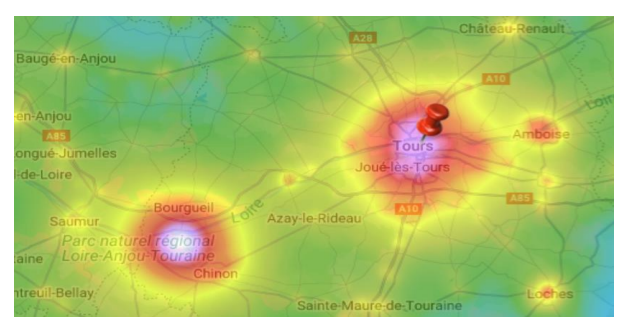 A28
Château-Renault
Baugé-en-Anjou
A10
Loir
-en-Anjou
A85
Amboise
Tours
ongué-Jumelles
Joué-lès-Tours
l-de-Loire
A85
Bourgueil
Loire
A10
Saumur
Azay-le-Rideau
Parc naturel régional
Loire-Anjou-Touraine
aine
Chinon
ntreuil-Bellay
Loches
Sainte-Maure-de-Touraine